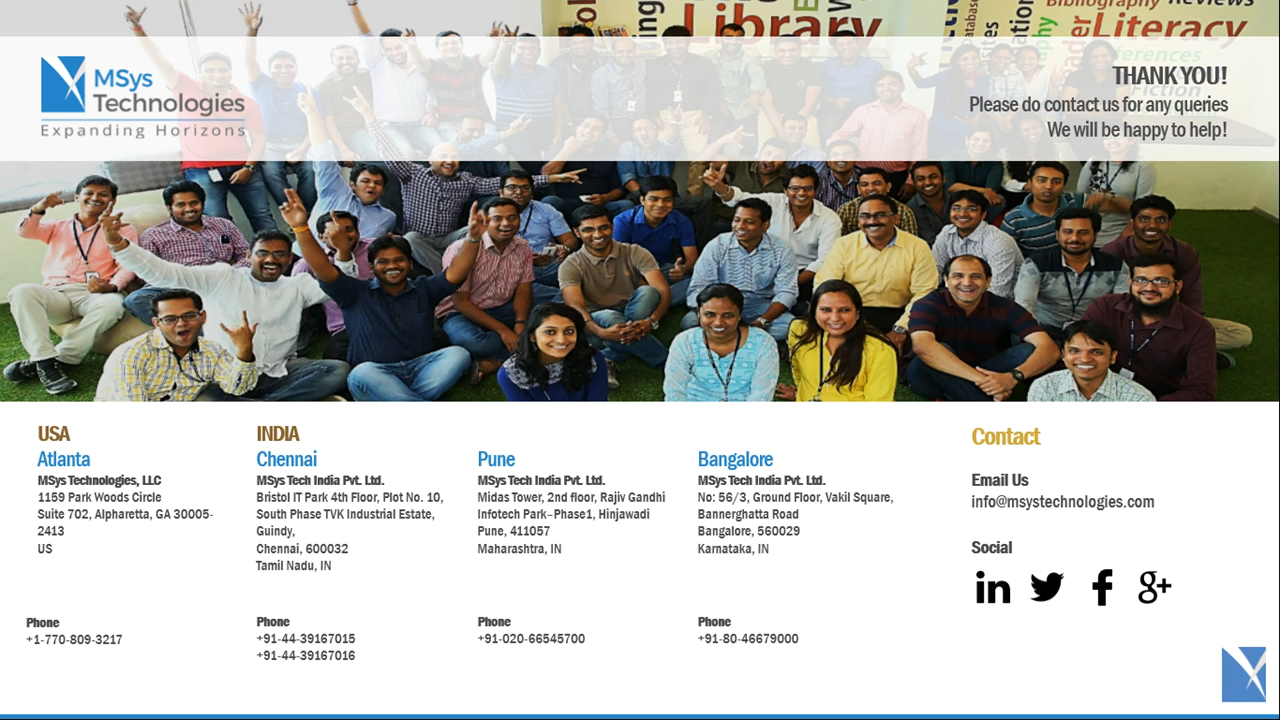 Bibliography Reviews
Library
Literacy
MSys
Technologies
Expanding Horizons
THANK YOU!
Please do contact us for any queries
We will be happy to help!
USA
Atlanta
MSys Technologies, LLC
1159 Park Woods Circle
Suite 702, Alpharetta, GA 30005-
2413
US
Phone
+1-770-809-3217
INDIA
Chennai
MSys Tech India Pvt. Ltd.
Bristol IT Park 4th Floor, Plot No. 10,
South Phase TVK Industrial Estate,
Guindy,
Chennai, 600032
Tamil Nadu, IN
Phone
+91-44-39167015
+91-44-39167016
Pune
MSys Tech India Pvt. Ltd.
Midas Tower, 2nd floor, Rajiv Gandhi
Infotech Park–Phase1, Hinjawadi
Pune, 411057
Maharashtra, IN
Phone
+91-020-66545700
Bangalore
MSys Tech India Pvt. Ltd.
No: 56/3, Ground Floor, Vakil Square,
Bannerghatta Road
Bangalore, 560029
Karnataka, IN
Phone
+91-80-46679000
Contact
Email Us
info@msystechnologies.com
Social
in
f
g+